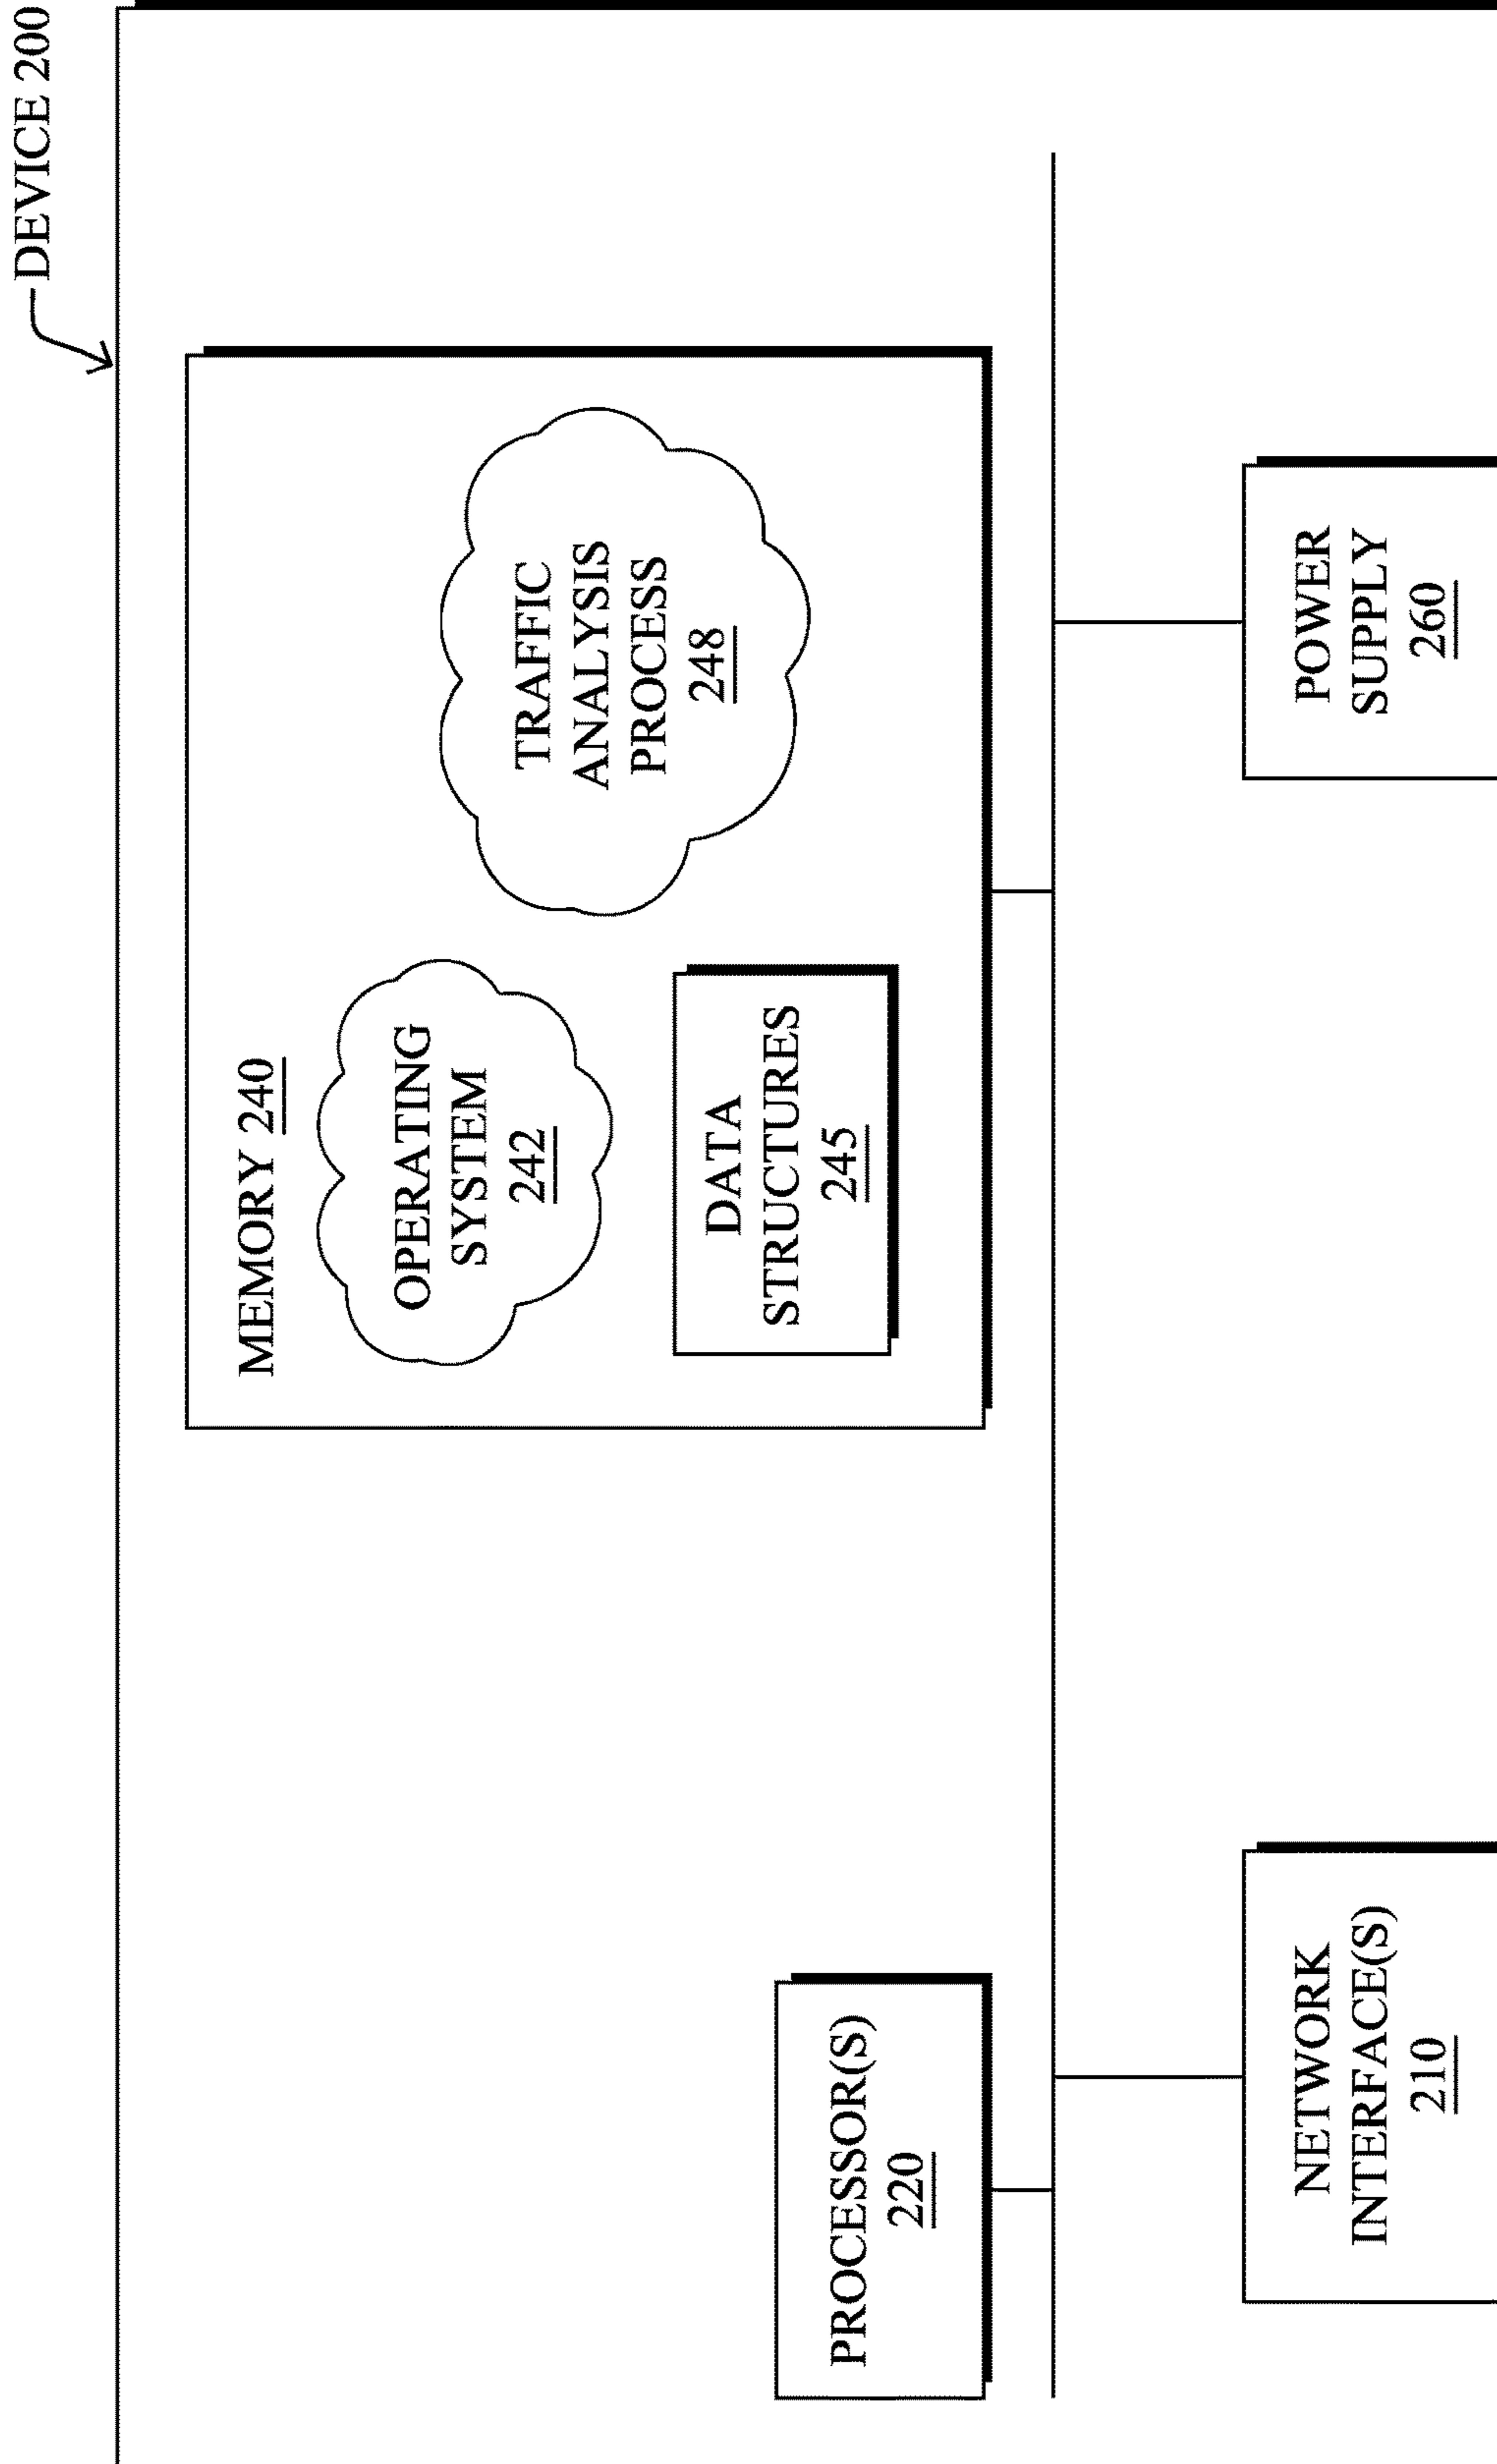 DEVICE 200
MEMORY 240
OPERATING
SYSTEM
242
TRAFFIC
ANALYSIS
PROCESS
248
DATA
STRUCTURES
245
PROCESSOR(S)
220
NETWORK
INTERFACE(S)
210
POWER
SUPPLY
260